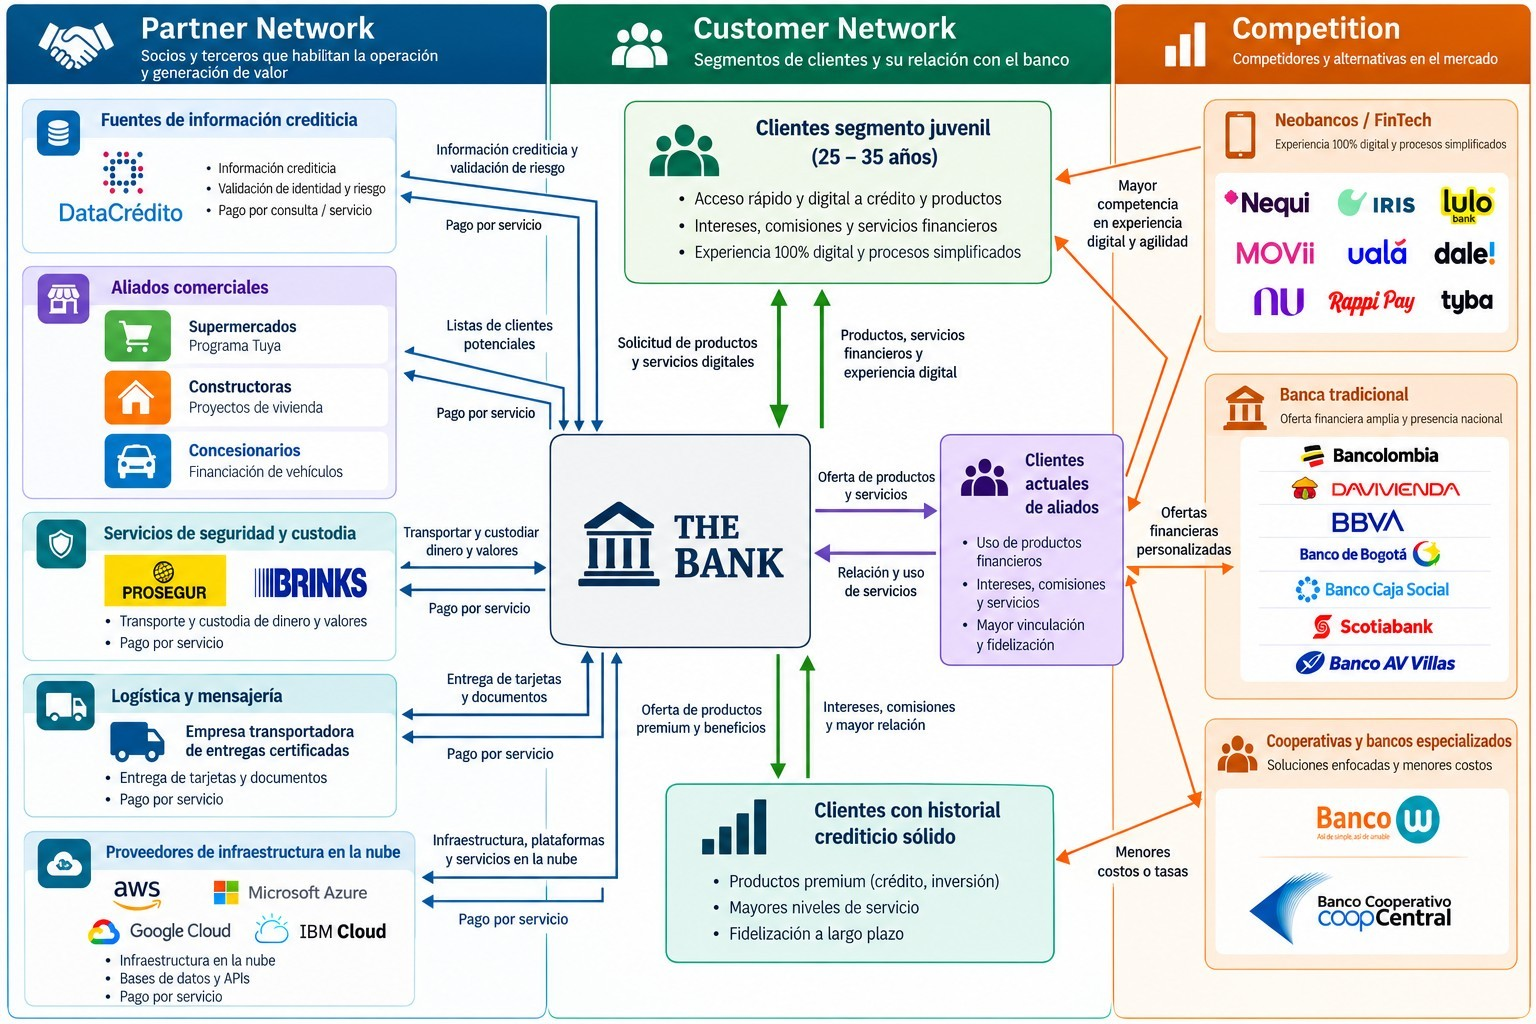 Partner Network
Socios y terceros que habilitan la operación
y generación de valor
Fuentes de información crediticia
DataCrédito
• Información crediticia
• Validación de identidad y riesgo
• Pago por consulta / servicio
Aliados comerciales
Supermercados
Programa Tuya
Constructoras
Proyectos de vivienda
Concesionarios
Financiación de vehículos
Servicios de seguridad y custodia
PROSEGUR
BRINKS
• Transporte y custodia de dinero y valores
• Pago por servicio
Logística y mensajería
Empresa transportadora
de entregas certificadas
• Entrega de tarjetas y documentos
• Pago por servicio
Proveedores de infraestructura en la nube
aws
Microsoft Azure
Google Cloud
IBM Cloud
• Infraestructura en la nube
• Bases de datos y APIs
• Pago por servicio
Información crediticia y
validación de riesgo
Pago por servicio
Listas de clientes
potenciales
Pago por servicio
Transportar y custodiar
dinero y valores
Pago por servicio
Entrega de tarjetas
y documentos
Pago por servicio
Infraestructura, plataformas
y servicios en la nube
Pago por servicio
Customer Network
Segmentos de clientes y su relación con el banco
Clientes segmento juvenil
(25 – 35 años)
• Acceso rápido y digital a crédito y productos
• Intereses, comisiones y servicios financieros
• Experiencia 100% digital y procesos simplificados
Solicitud de productos
y servicios digitales
Productos, servicios
financieros y
experiencia digital
THE
BANK
Oferta de productos
y servicios
Relación y uso
de servicios
Clientes
actuales
de aliados
• Uso de productos
financieros
• Intereses, comisiones
y servicios
• Mayor vinculación
y fidelización
Oferta de productos
premium y beneficios
Intereses, comisiones
y mayor relación
Clientes con historial
crediticio sólido
• Productos premium (crédito, inversión)
• Mayores niveles de servicio
• Fidelización a largo plazo
Competition
Competidores y alternativas en el mercado
Mayor
competencia
en experiencia
digital y agilidad
Ofertas
financieras
personalizadas
Menores
costos o tasas
Neobancos / FinTech
Experiencia 100% digital y procesos simplificados
Nequi
IRIS
lulo
bank
MOVii
ualá
dale!
nu
Rappi Pay
tyba
Banca tradicional
Oferta financiera amplia y presencia nacional
Bancolombia
DAVIVIENDA
BBVA
Banco de Bogotá
Banco Caja Social
Scotiabank
Banco AV Villas
Cooperativas y bancos especializados
Soluciones enfocadas y menores costos
Banco W
Así de simple, así de amable
Banco Cooperativo
coopCentral